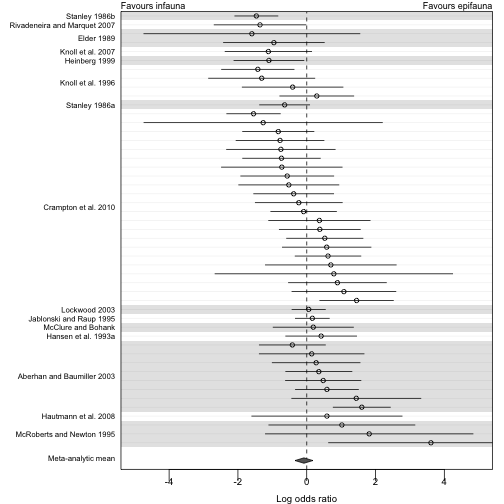 Favours infauna
Favours epifauna
Stanley 1986b
Rivadeneira and Marquet 2007
Elder 1989
Knoll et al. 2007
Heinberg 1999
Knoll et al. 1996
Stanley 1986a
Crampton et al. 2010
Lockwood 2003
Jablonski and Raup 1995
McClure and Bohank
Hansen et al. 1993a
Aberhan and Baumiller 2003
Hautmann et al. 2008
McRoberts and Newton 1995
Meta-analytic mean
-4 -2 0 2 4
Log odds ratio